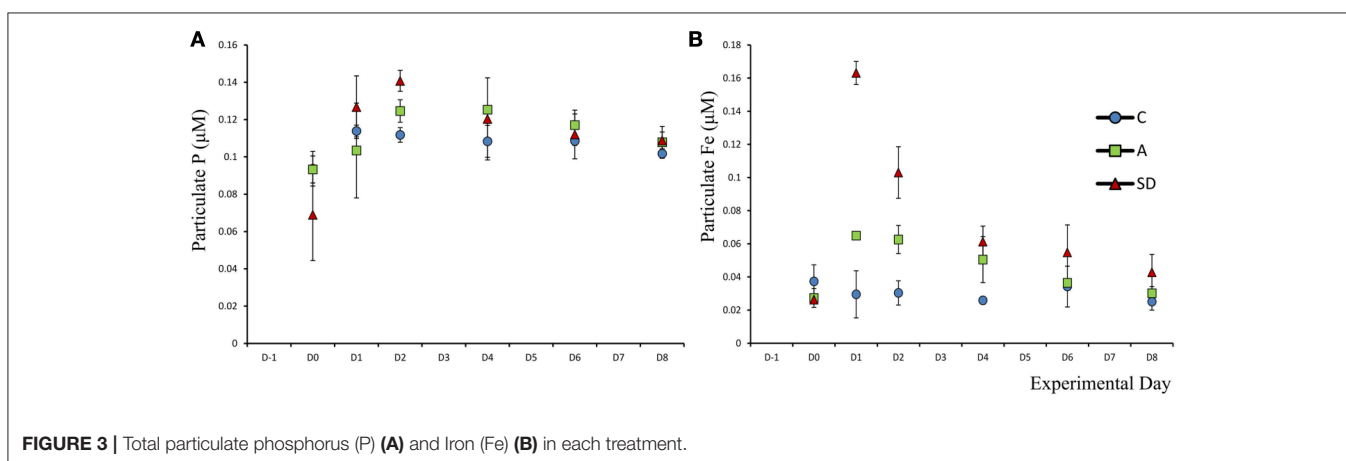 A
0.16
0.14
0.12
0.1
0.08
0.06
0.04
0.02
0
Particulate P (µM)
D-1 D0 D1 D2 D3 D4 D5 D6 D7 D8
B
0.18
0.16
0.14
0.12
0.1
0.08
0.06
0.04
0.02
0
Particulate Fe (µM)
C
A
SD
D-1 D0 D1 D2 D3 D4 D5 D6 D7 D8
Experimental Day
FIGURE 3 | Total particulate phosphorus (P) (A) and Iron (Fe) (B) in each treatment.